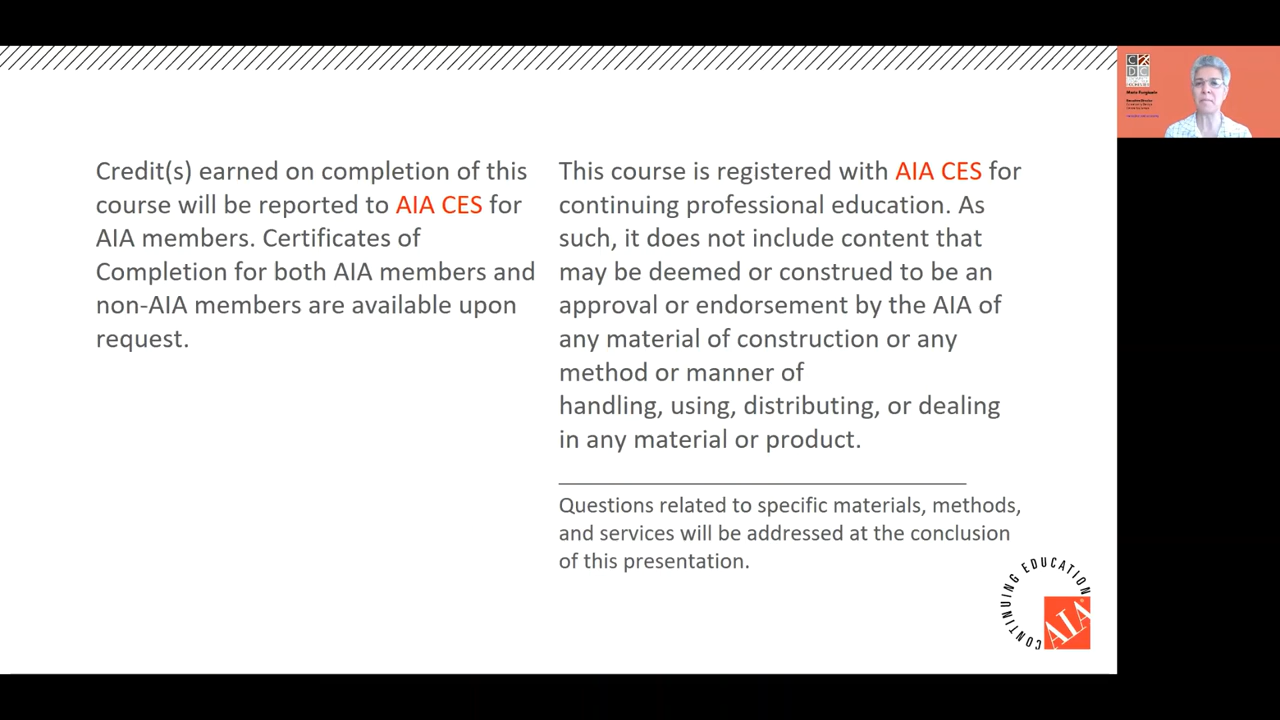 Credit(s) earned on completion of this
course will be reported to AIA CES for
AIA members. Certificates of
Completion for both AIA members and
non-AIA members are available upon
request.
This course is registered with AIA CES for
continuing professional education. As
such, it does not include content that
may be deemed or construed to be an
approval or endorsement by the AIA of
any material of construction or any
method or manner of
handling, using, distributing, or dealing
in any material or product.
Questions related to specific materials, methods,
and services will be addressed at the conclusion
of this presentation.
CONTINUING EDUCATION
AIA
Executive Director